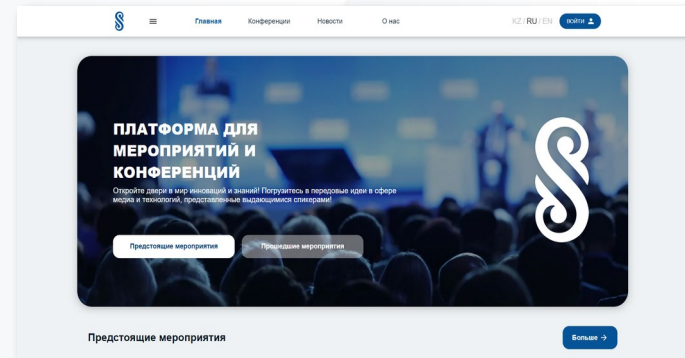 Главная Конференции Новости О нас KZ / RU / EN ВОЙТИ
ПЛАТФОРМА ДЛЯ
МЕРОПРИЯТИЙ И
КОНФЕРЕНЦИЙ
Откройте двери в мир инноваций и знаний! Погрузитесь в передовые идеи в сфере
медиа и технологий, представленные выдающимися спикерами!
Предстоящие мероприятия Прошедшие мероприятия
Предстоящие мероприятия Больше →